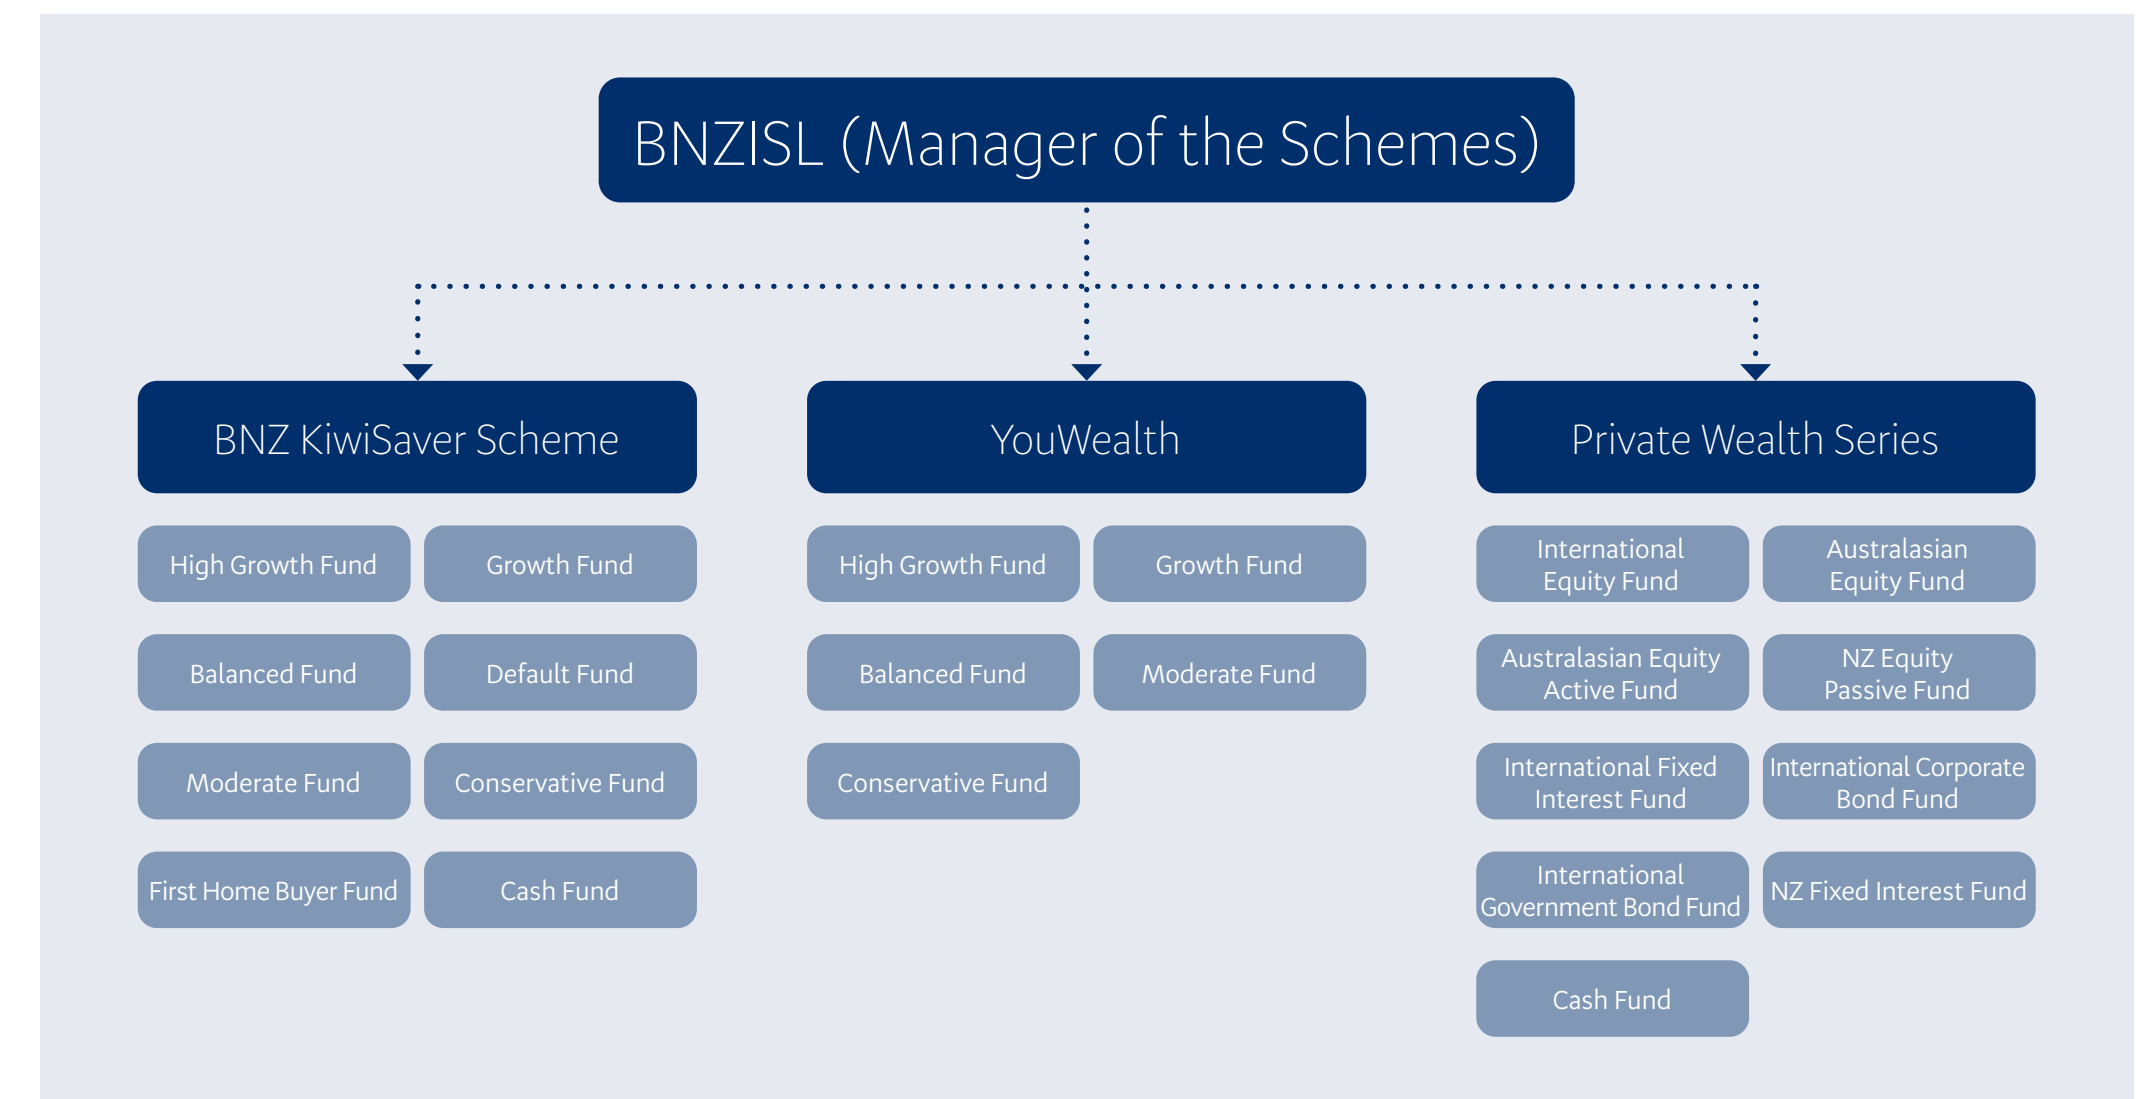 BNZISL (Manager of the Schemes)
BNZ KiwiSaver Scheme
High Growth Fund
Growth Fund
Balanced Fund
Default Fund
Moderate Fund
Conservative Fund
First Home Buyer Fund
Cash Fund
YouWealth
High Growth Fund
Growth Fund
Balanced Fund
Moderate Fund
Conservative Fund
Private Wealth Series
International
Equity Fund
Australasian
Equity Fund
Australasian Equity
Active Fund
NZ Equity
Passive Fund
International Fixed
Interest Fund
International Corporate
Bond Fund
International
Government Bond Fund
NZ Fixed Interest Fund
Cash Fund